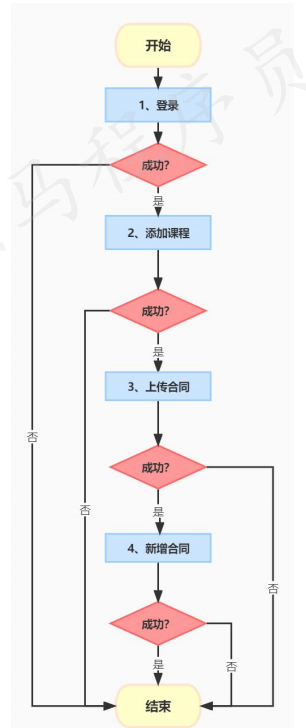 开始
1、登录
成功？
是
2、添加课程
成功？
是
3、上传合同
否
成功？
是
否
否
4、新增合同
成功？
是
否
结束
马程序员